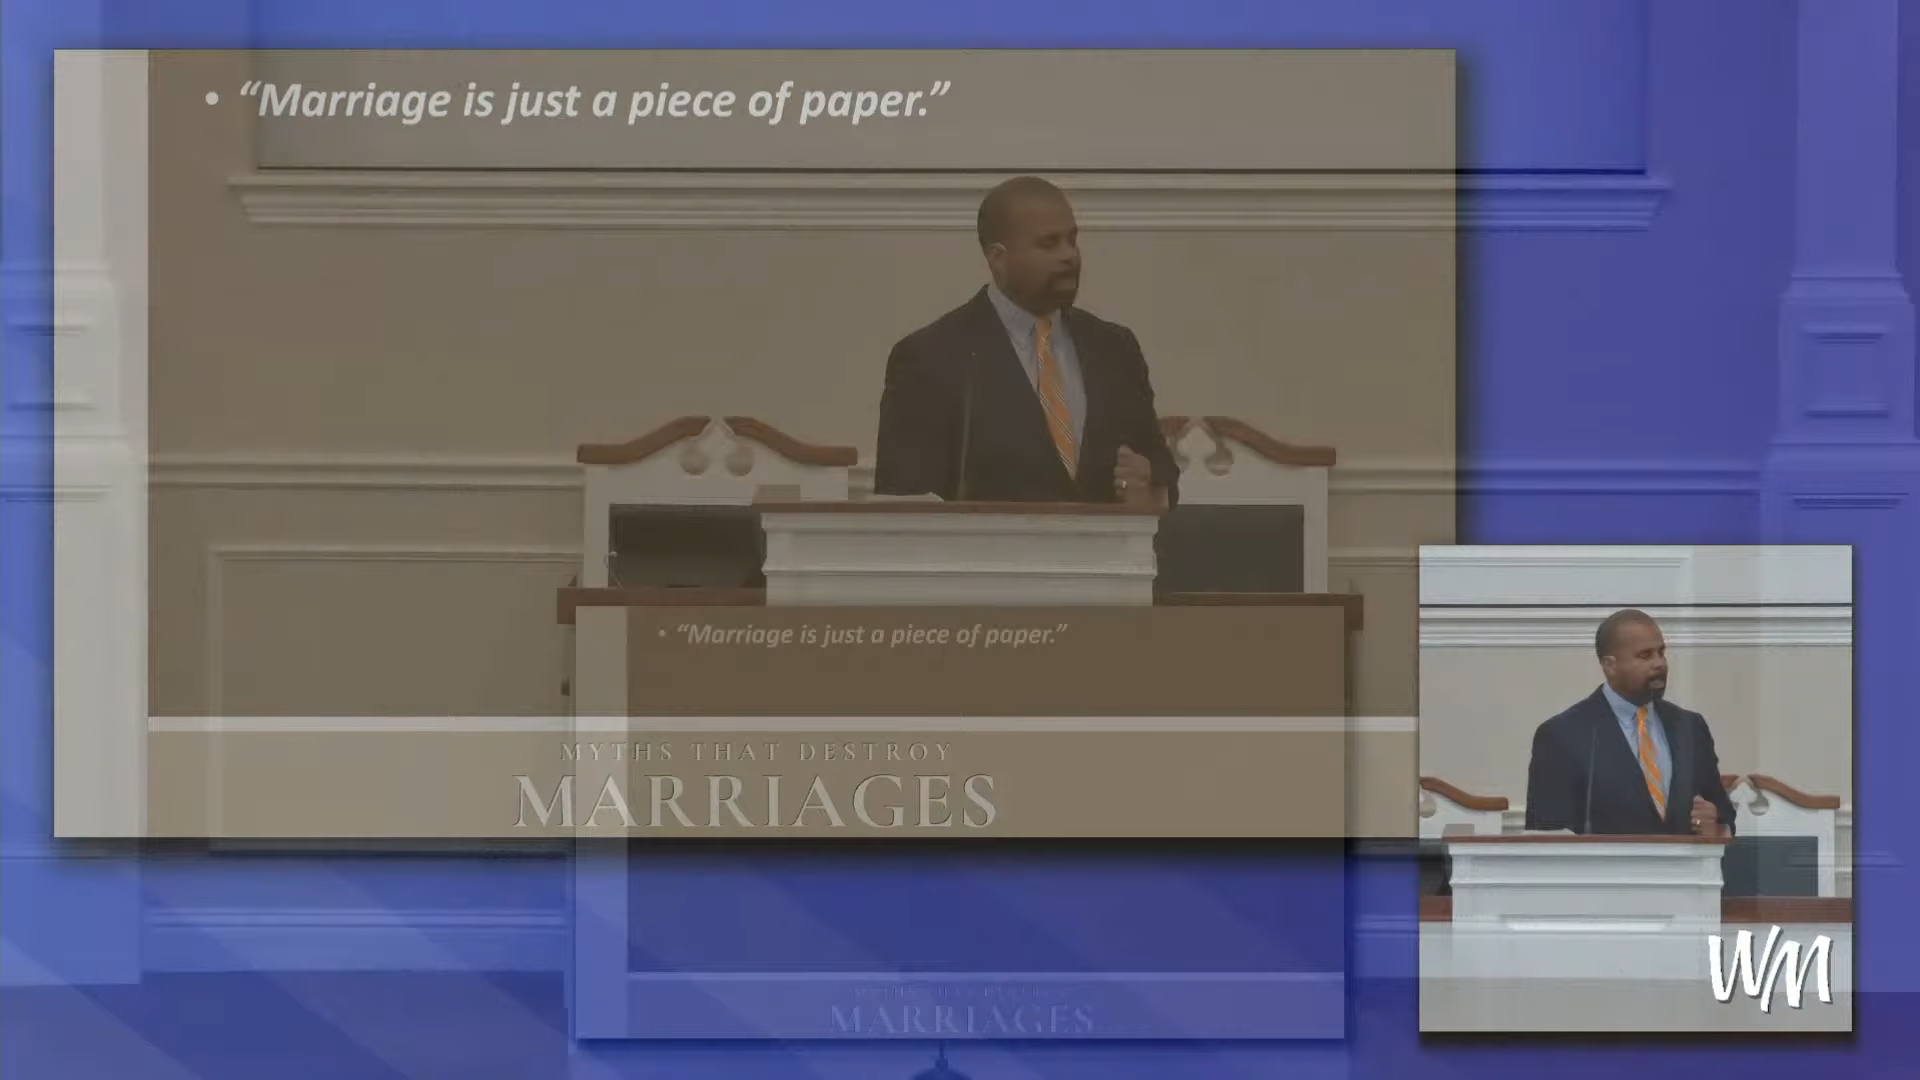 • “Marriage is just a piece of paper.”
• “Marriage is just a piece of paper.”
MYTHS THAT DESTROY
MARRIAGES
MARRIAGES
WM